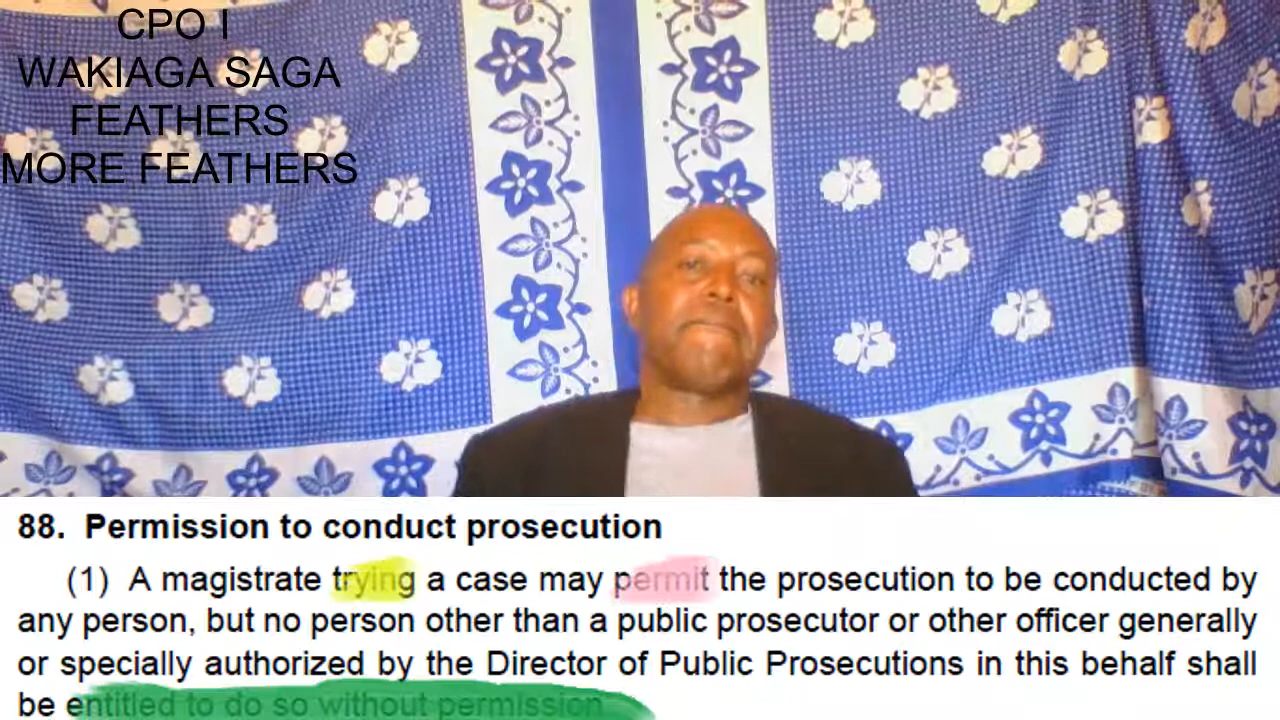 CPO I
WAKIAGA SAGA
FEATHERS
MORE FEATHERS
88. Permission to conduct prosecution
(1) A magistrate trying a case may permit the prosecution to be conducted by
any person, but no person other than a public prosecutor or other officer generally
or specially authorized by the Director of Public Prosecutions in this behalf shall
be entitled to do so without permission